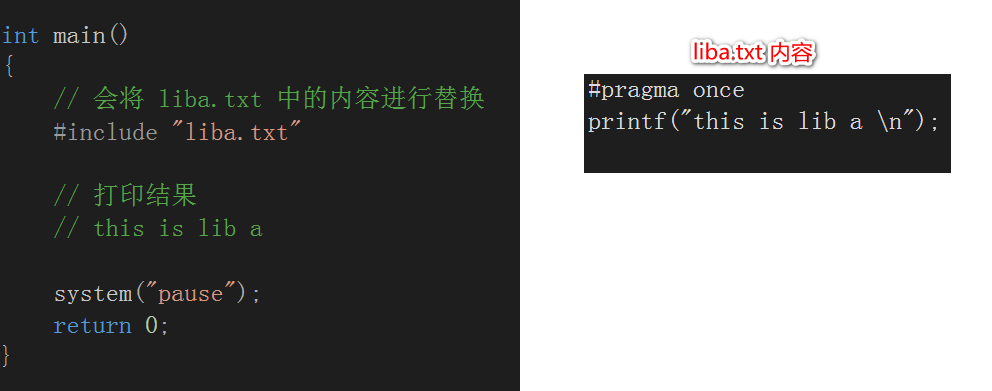 int main()
{
// 会将 liba.txt 中的内容进行替换
#include "liba.txt"
// 打印结果
// this is lib a
system("pause");
return 0;
}
liba.txt 内容
#pragma once
printf("this is lib a \n");